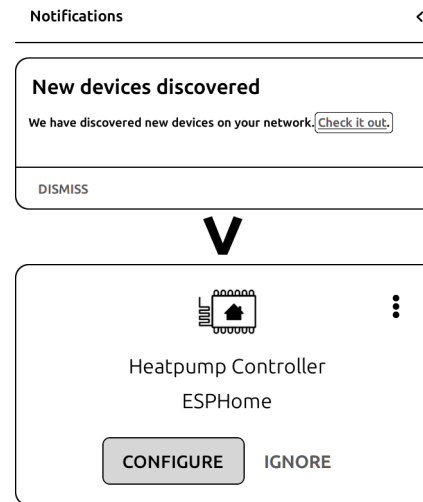 Notifications
New devices discovered
We have discovered new devices on your network. Check it out.
DISMISS
Heatpump Controller
ESPHome
CONFIGURE IGNORE